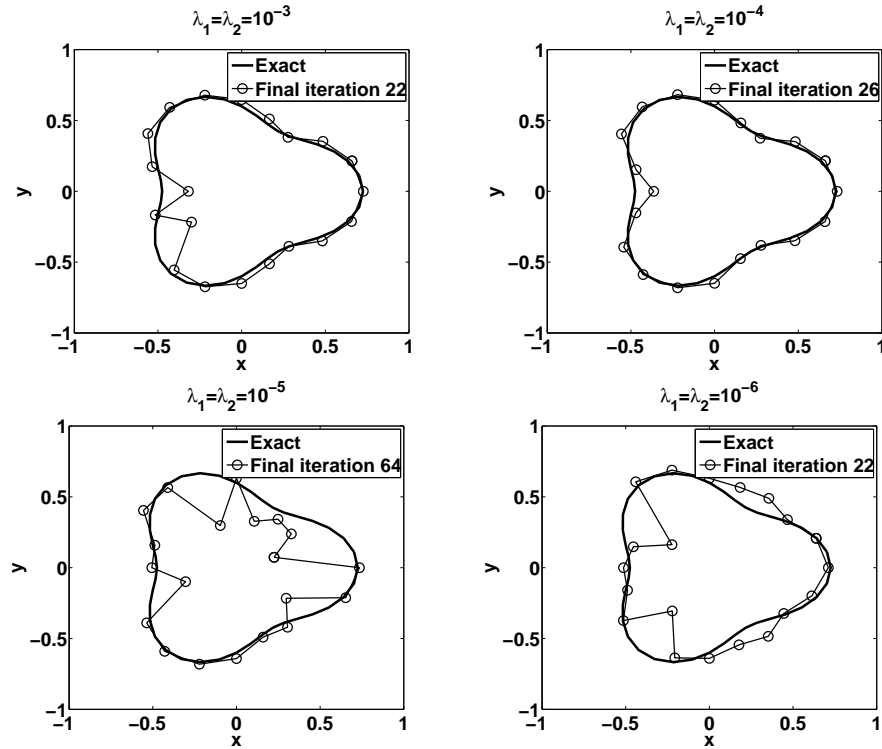 λ₁=λ₂=10⁻³
1
0.5
0
−0.5
−1
y
−1
−0.5
0
0.5
1
x
Exact
Final iteration 22
λ₁=λ₂=10⁻⁴
1
0.5
0
−0.5
−1
y
−1
−0.5
0
0.5
1
x
Exact
Final iteration 26
λ₁=λ₂=10⁻⁵
1
0.5
0
−0.5
−1
y
−1
−0.5
0
0.5
1
x
Exact
Final iteration 64
λ₁=λ₂=10⁻⁶
1
0.5
0
−0.5
−1
y
−1
−0.5
0
0.5
1
x
Exact
Final iteration 22